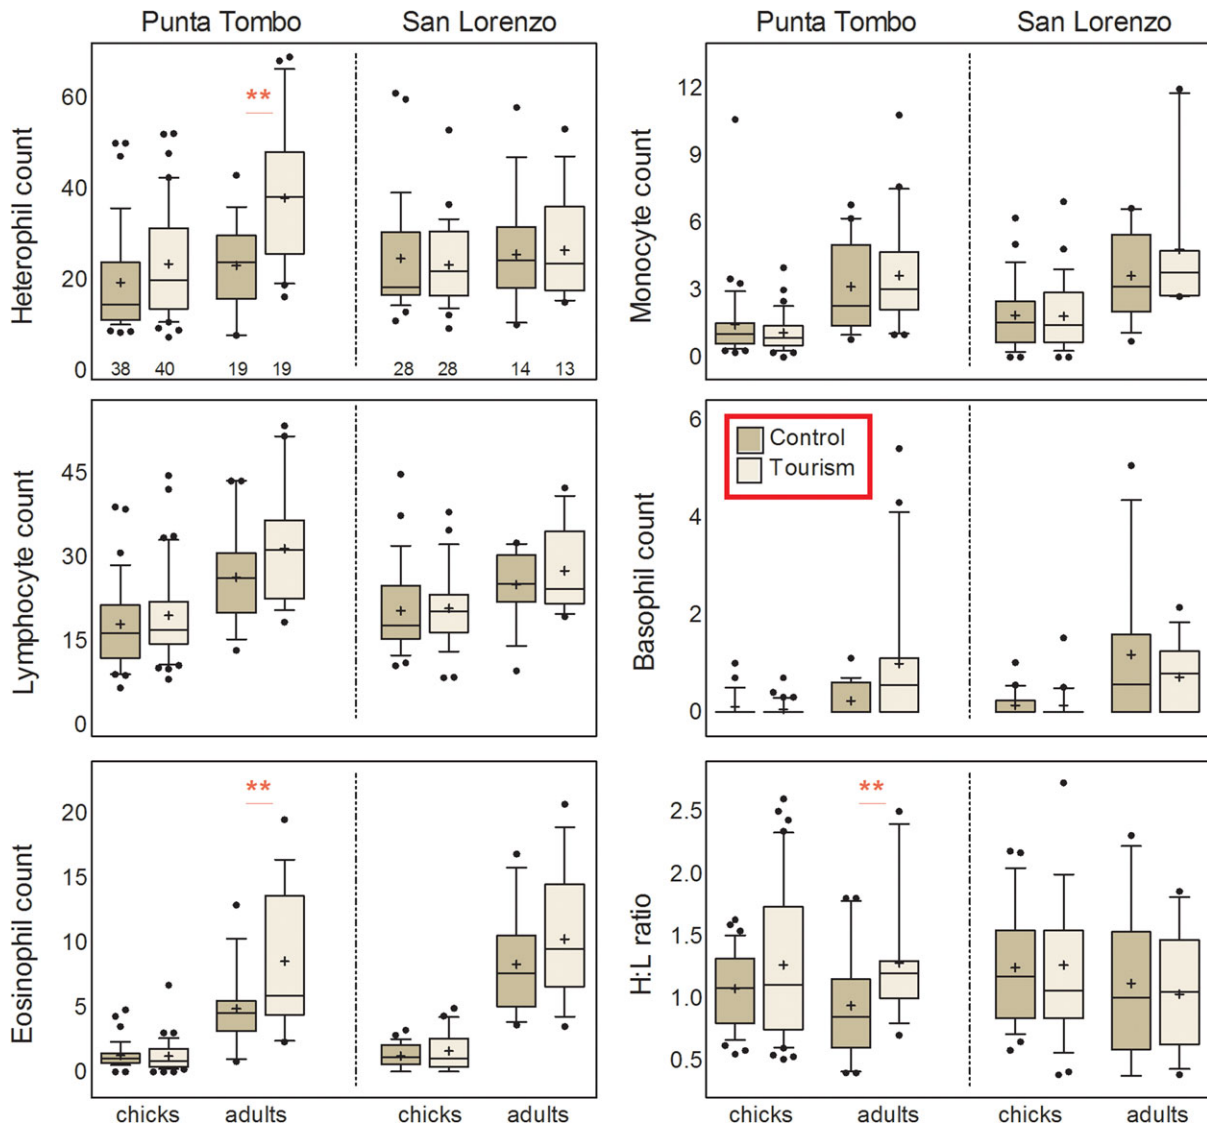 Punta Tombo San Lorenzo Punta Tombo San Lorenzo
Heterophil count
60
40
20
0
**
38 40 19 19 28 28 14 13
Monocyte count
12
9
6
3
0
Lymphocyte count
45
30
15
0
Basophil count
6
4
2
0
Control
Tourism
Eosinophil count
20
15
10
5
0
**
chicks adults chicks adults
H:L ratio
2.5
2.0
1.5
1.0
0.5
**
chicks adults chicks adults